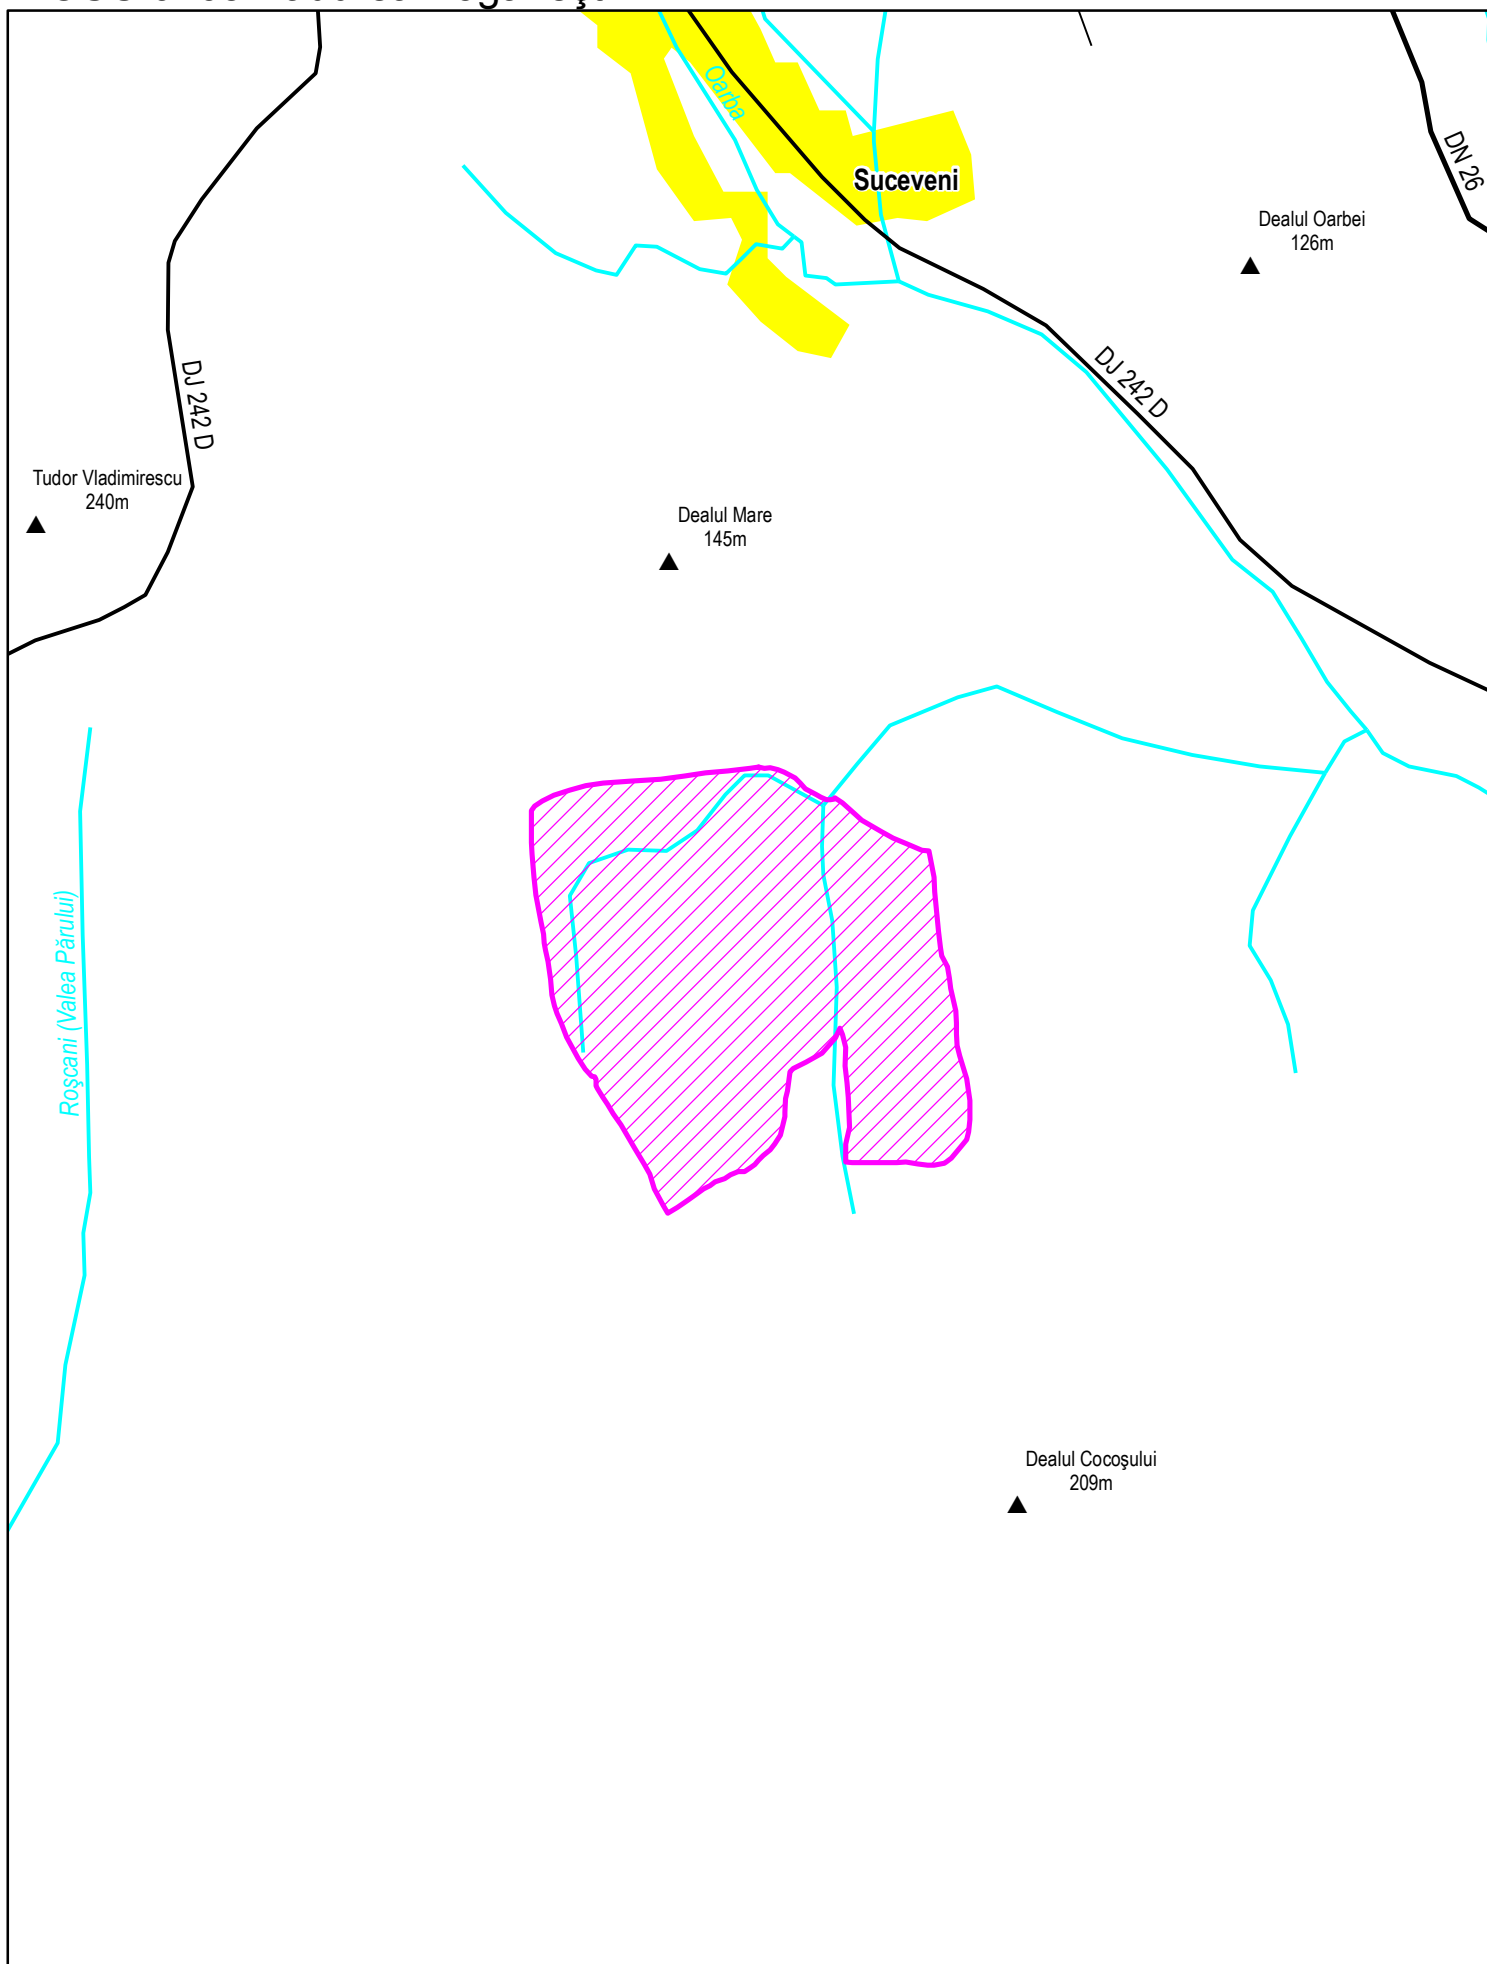 Oarba
Suceveni
DN 26
Dealul Oarbei
126m
DJ 242 D
DJ 242 D
Tudor Vladimirescu
240m
Dealul Mare
145m
Roşcani (Valea Părului)
Dealul Cocoşului
209m